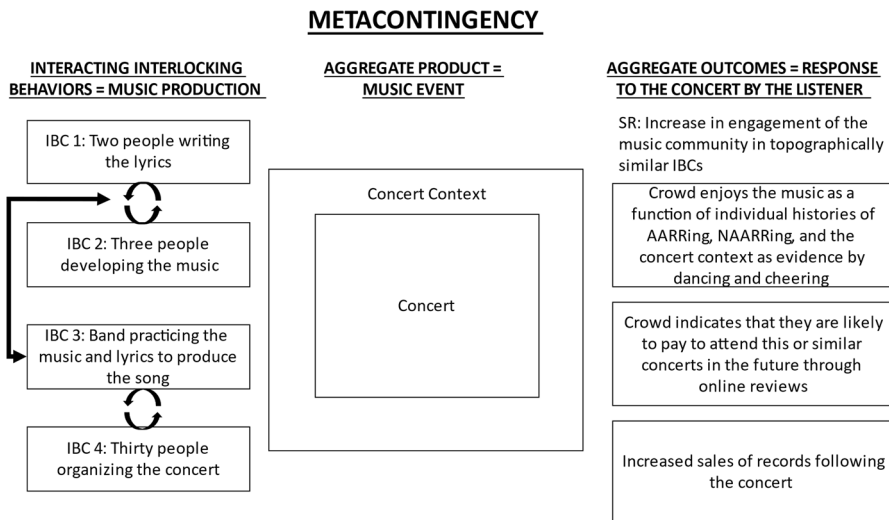 METACONTINGENCY
INTERACTING INTERLOCKING
BEHAVIORS = MUSIC PRODUCTION
IBC 1: Two people writing
the lyrics
IBC 2: Three people
developing the music
IBC 3: Band practicing the
music and lyrics to produce
the song
IBC 4: Thirty people
organizing the concert
AGGREGATE PRODUCT =
MUSIC EVENT
Concert Context
Concert
AGGREGATE OUTCOMES = RESPONSE
TO THE CONCERT BY THE LISTENER
SR: Increase in engagement of the
music community in topographically
similar IBCs
Crowd enjoys the music as a
function of individual histories of
AARRing, NAARRing, and the
concert context as evidence by
dancing and cheering
Crowd indicates that they are likely
to pay to attend this or similar
concerts in the future through
online reviews
Increased sales of records following
the concert